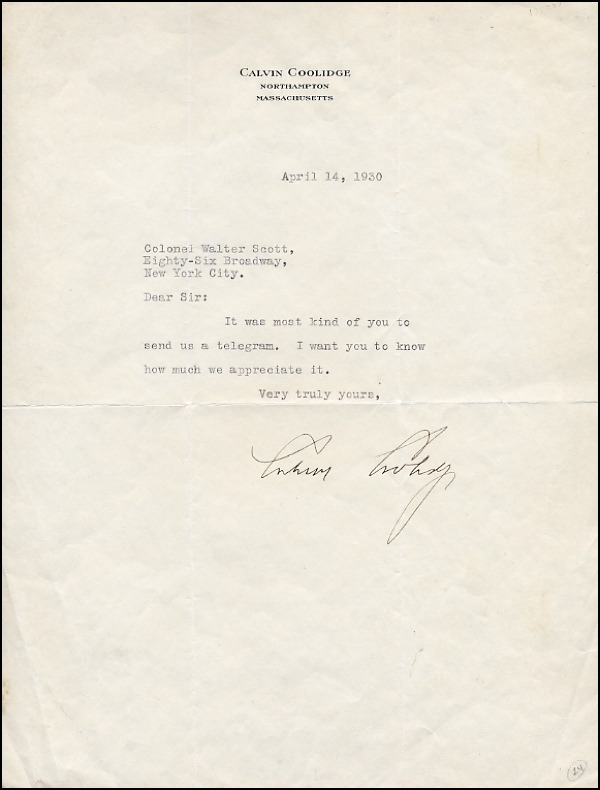 CALVIN COOLIDGE
NORTHAMPTON
MASSACHUSETTS
April 14, 1930
Colonel Walter Scott,
Eighty-Six Broadway,
New York City.
Dear Sir:
It was most kind of you to
send us a telegram. I want you to know
how much we appreciate it.
Very truly yours,
Calvin Coolidge
24